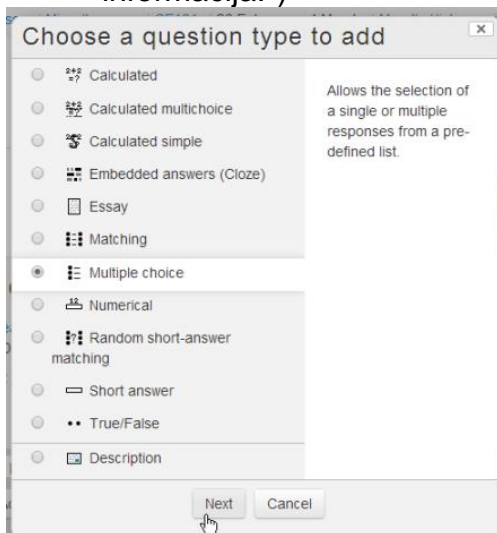 informacija. )
Choose a question type to add
x
Calculated
Calculated multichoice
Calculated simple
Embedded answers (Cloze)
Essay
Matching
Multiple choice
Numerical
Random short-answer
matching
Short answer
True/False
Description
Allows the selection of
a single or multiple
responses from a pre-
defined list.
Next Cancel